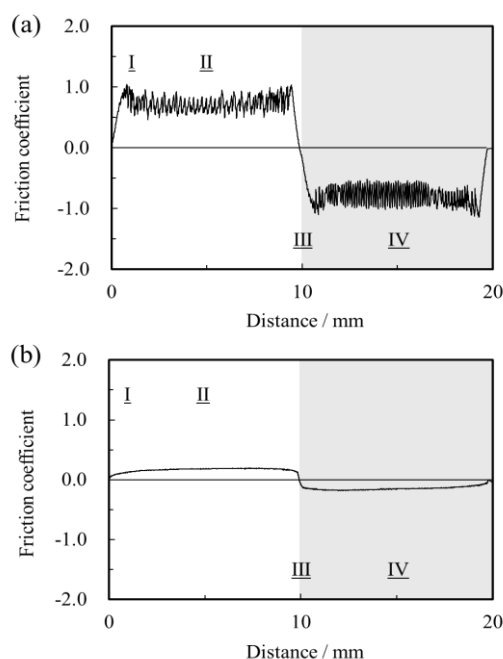 (a)
2.0
I II
1.0
0.0
-1.0
III IV
-2.0
0 10 20
Friction coefficient
Distance / mm
(b)
2.0
I II
1.0
0.0
-1.0
III IV
-2.0
0 10 20
Friction coefficient
Distance / mm